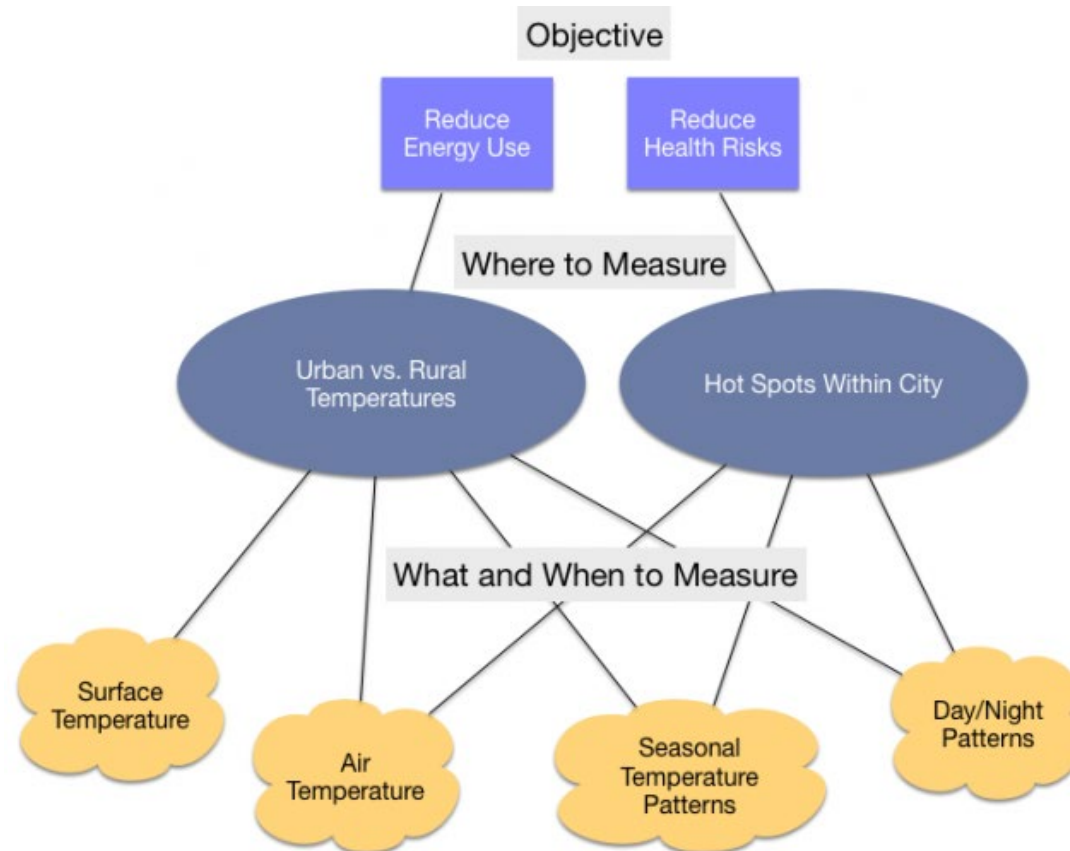 Objective
Reduce
Energy Use
Reduce
Health Risks
Where to Measure
Urban vs. Rural
Temperatures
Hot Spots Within City
What and When to Measure
Surface
Temperature
Air
Temperature
Seasonal
Temperature
Patterns
Day/Night
Patterns